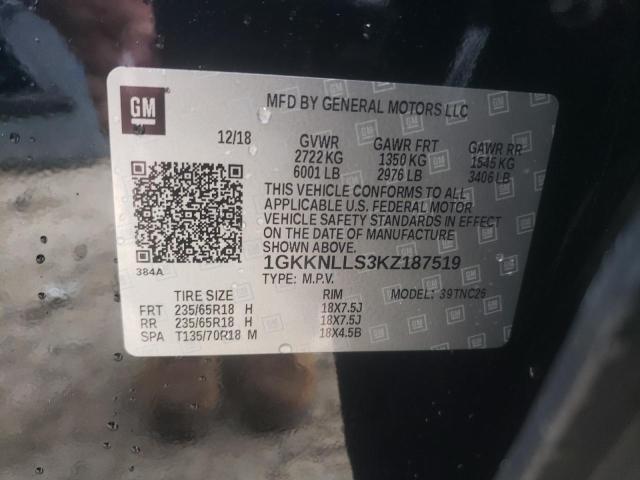 GM
MFD BY GENERAL MOTORS LLC
12/18 GVWR GAWR FRT GAWR RR
2722 KG 1350 KG 1545 KG
6001 LB 2976 LB 3406 LB
THIS VEHICLE CONFORMS TO ALL
APPLICABLE U.S. FEDERAL MOTOR
VEHICLE SAFETY STANDARDS IN EFFECT
ON THE DATE OF MANUFACTURE
SHOWN ABOVE.
384A
1GKKNLLS3KZ187519
TYPE: M.P.V. MODEL: 39TNC26
TIRE SIZE RIM
FRT 235/65R18 H 18X7.5J
RR 235/65R18 H 18X7.5J
SPA T135/70R18 M 18X4.5B